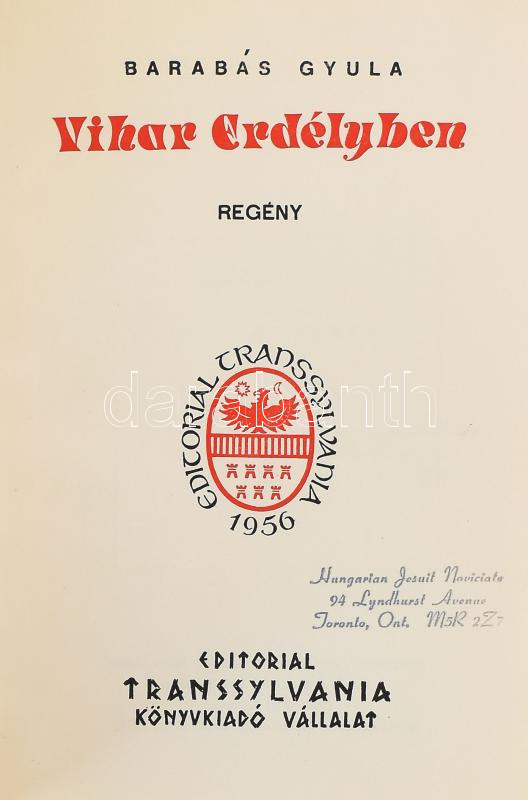 BARABÁS GYULA
Vihar Erdélyben
REGÉNY
EDITORIAL TRANSSYLVANIA
1956
Hungarian Jesuit Noviciate
94 Lyndhurst Avenue
Toronto, Ont. M5R 2Z7
EDITORIAL
TRANSSYLVANIA
KÖNYVKIADÓ VÁLLALAT